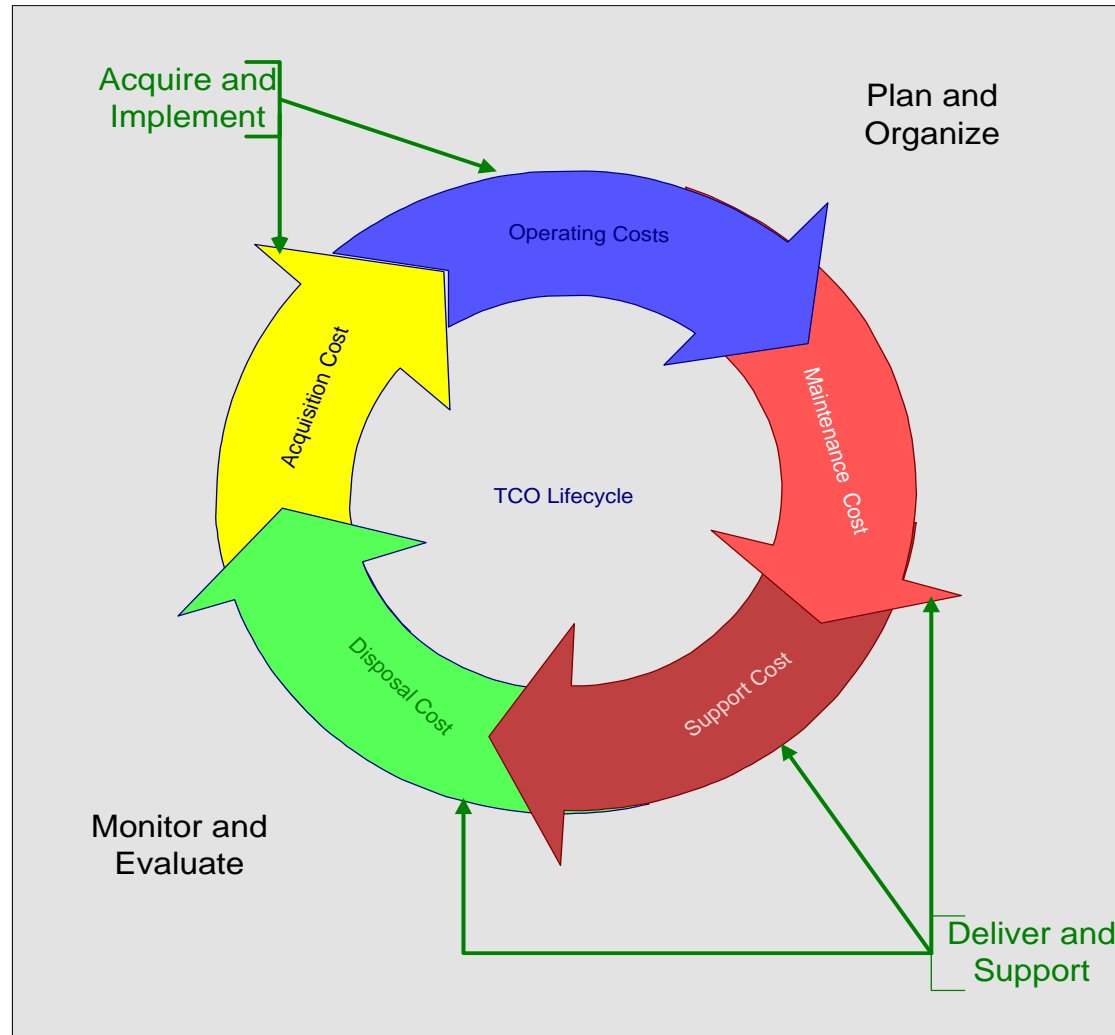 Acquire and
Implement
Plan and
Organize
Operating Costs
Acquisition Cost
Maintenance Cost
TCO Lifecycle
Disposal Cost
Support Cost
Monitor and
Evaluate
Deliver and
Support